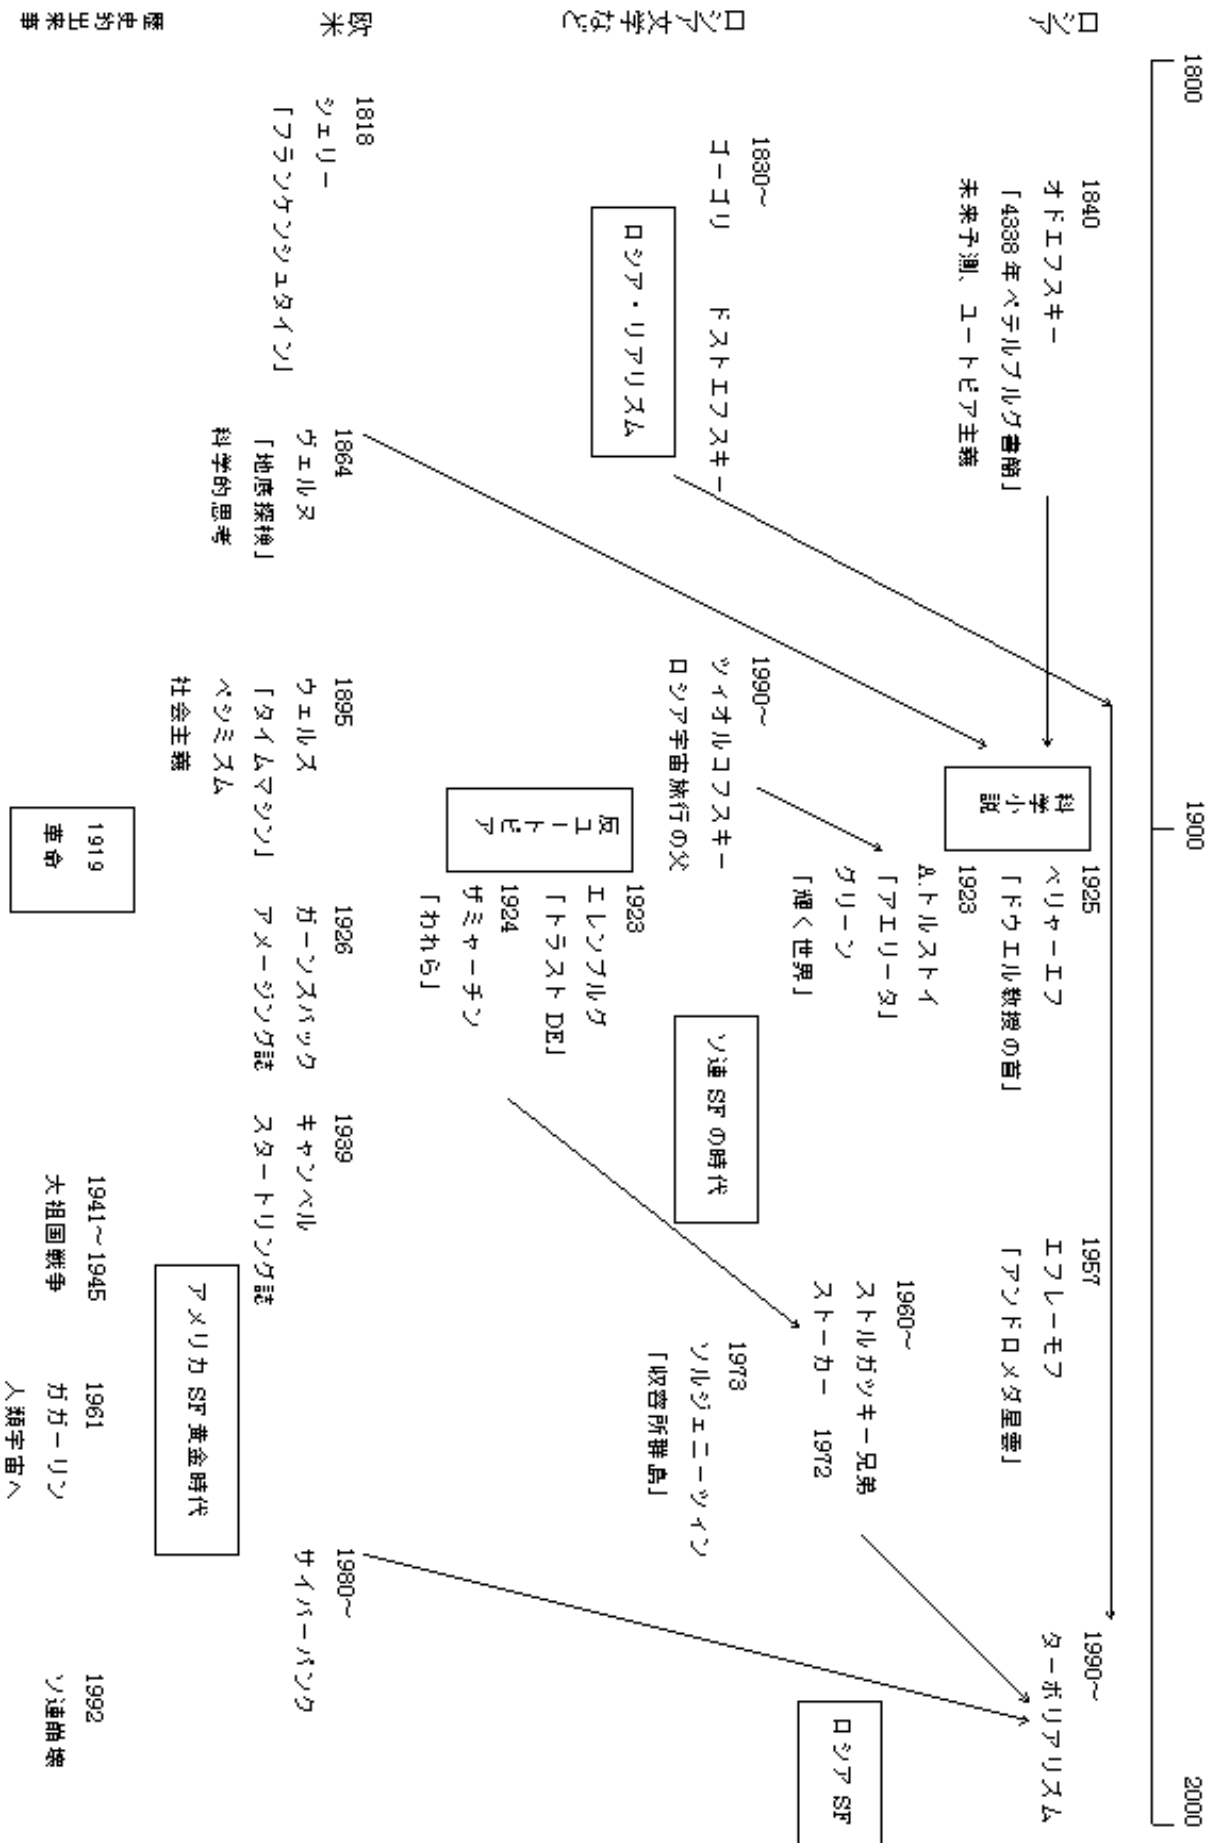 1800
1900
2000
ロシア
1840
オドエフスキー
「4338年ペテルブルグ書簡」
未来予測、ユートピア主義
科学
小説
1925
ベリャーエフ
「ドウエル教授の首」
1923
A.トルストイ
「アエリータ」
グリーン
「輝く世界」
1957
エフレーモフ
「アンドロメダ星雲」
1960～
ストルガツキー兄弟
ストーカー 1972
1990～
ターボリアリズム
ロシア SF
ロシア文学など
1830～
ゴーゴリ ドストエフスキー
ロシア・リアリズム
1990～
ツィオルコフスキー
ロシア宇宙旅行の父
反
ユート
ピア
1923
エレンブルグ
「トラスト DE」
1924
ザミャーチン
「われら」
ソ連 SF の時代
1973
ソルジェニーツィン
「収容所群島」
欧米
1818
シェリー
「フランケンシュタイン」
1864
ヴェルヌ
「地底探検」
科学的思考
1895
ウェルズ
「タイムマシン」
ペシミズム
社会主義
1926
ガーンズバック
アメージング誌
1939
キャンベル
スタートリング誌
アメリカ SF 黄金時代
1980～
サイバーパンク
歴史的出来事
1919
革命
1941～1945
大祖国戦争
1961
ガガーリン
人類宇宙へ
1992
ソ連崩壊